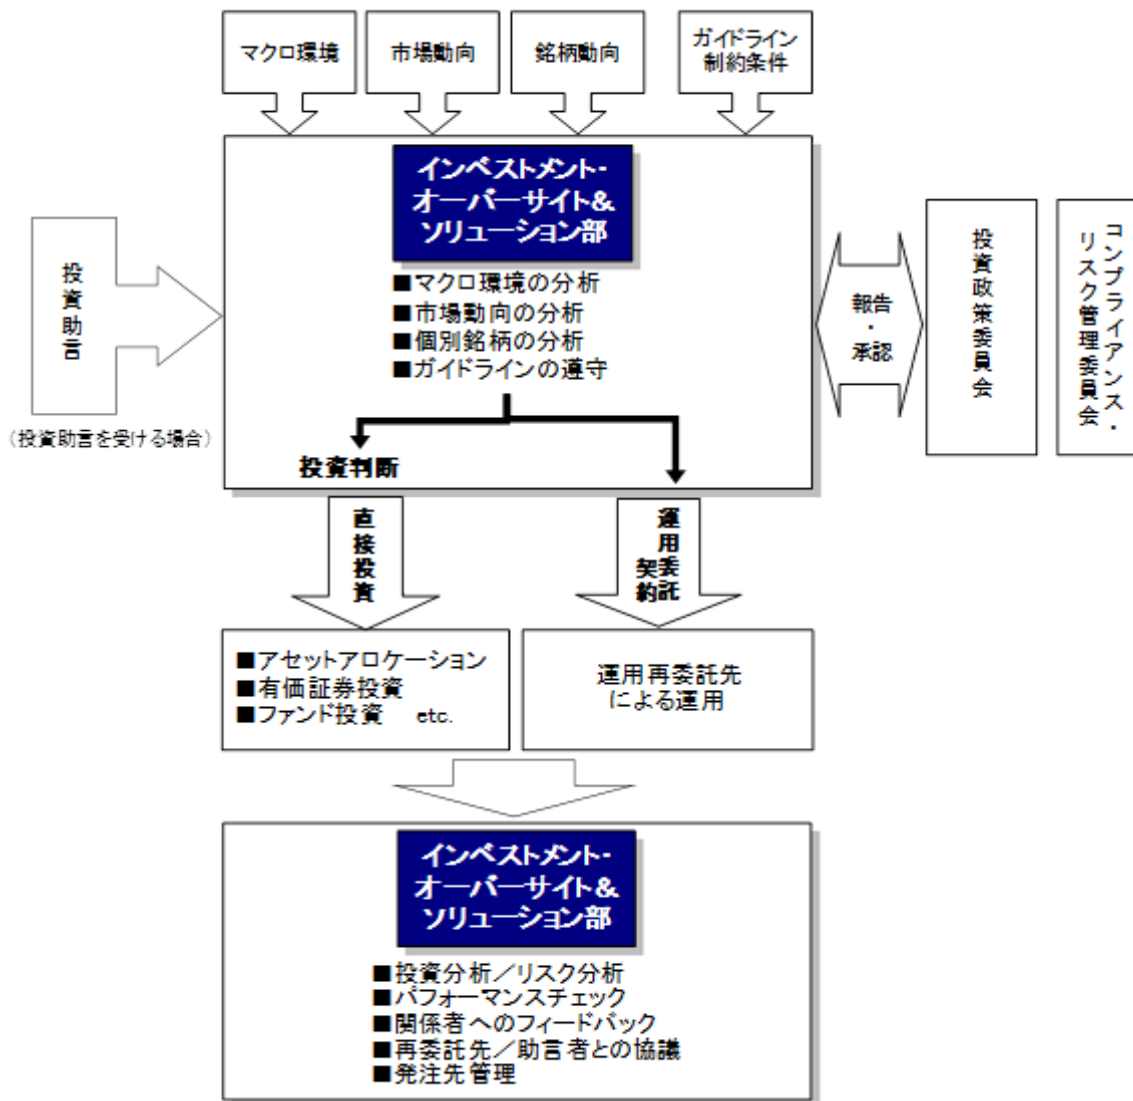 マクロ環境
市場動向
銘柄動向
ガイドライン
制約条件
インベストメント・
オーバーサイト&
ソリューション部
■マクロ環境の分析
■市場動向の分析
■個別銘柄の分析
■ガイドラインの遵守
投資助言
(投資助言を受ける場合)
報告
・
承認
投資政策委員会
コンプライアンス・
リスク管理委員会
投資判断
直接投資
運用委託
契約
■アセットアロケーション
■有価証券投資
■ファンド投資 etc.
運用再委託先
による運用
インベストメント・
オーバーサイト&
ソリューション部
■投資分析/リスク分析
■パフォーマンスチェック
■関係者へのフィードバック
■再委託先/助言者との協議
■発注先管理